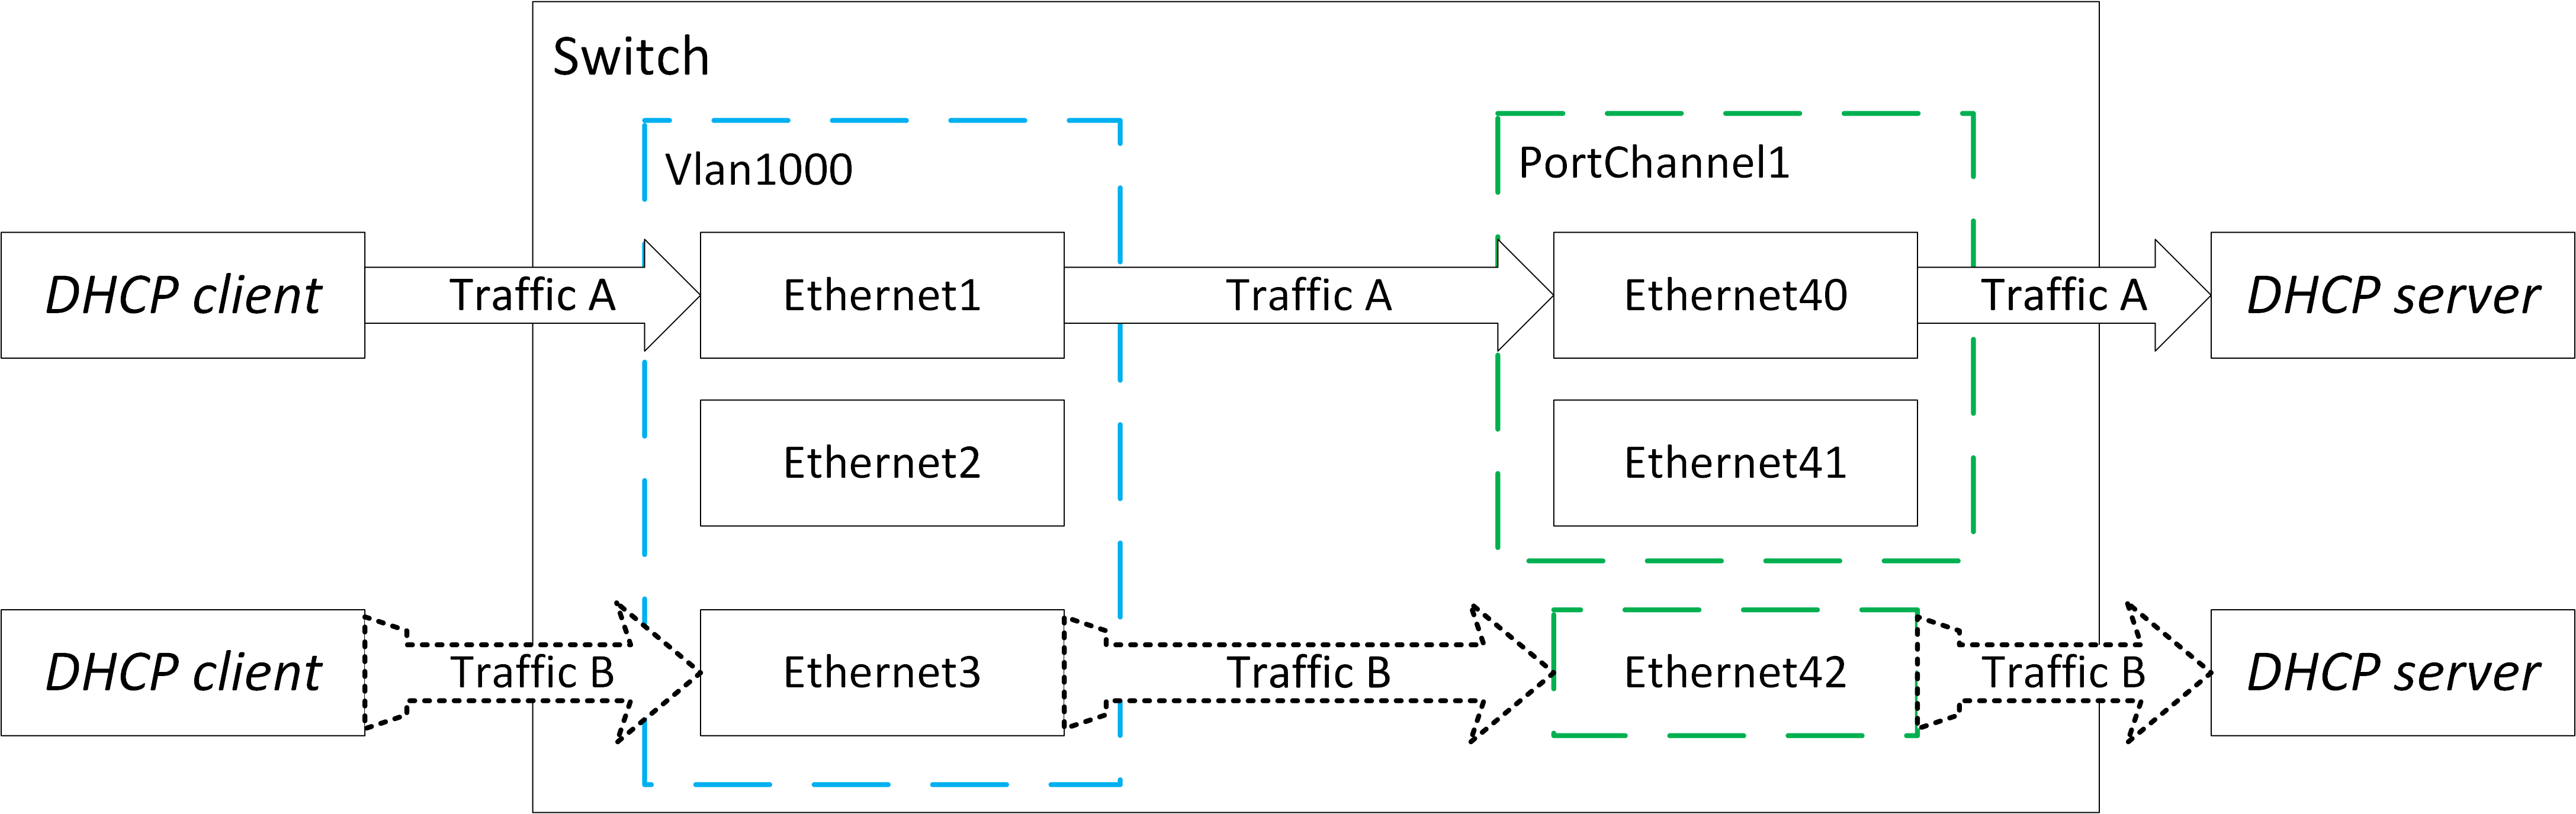 Switch
Vlan1000
PortChannel1
DHCP client
Traffic A
Ethernet1
Traffic A
Ethernet40
Traffic A
DHCP server
Ethernet2
Ethernet41
DHCP client
Traffic B
Ethernet3
Traffic B
Ethernet42
Traffic B
DHCP server